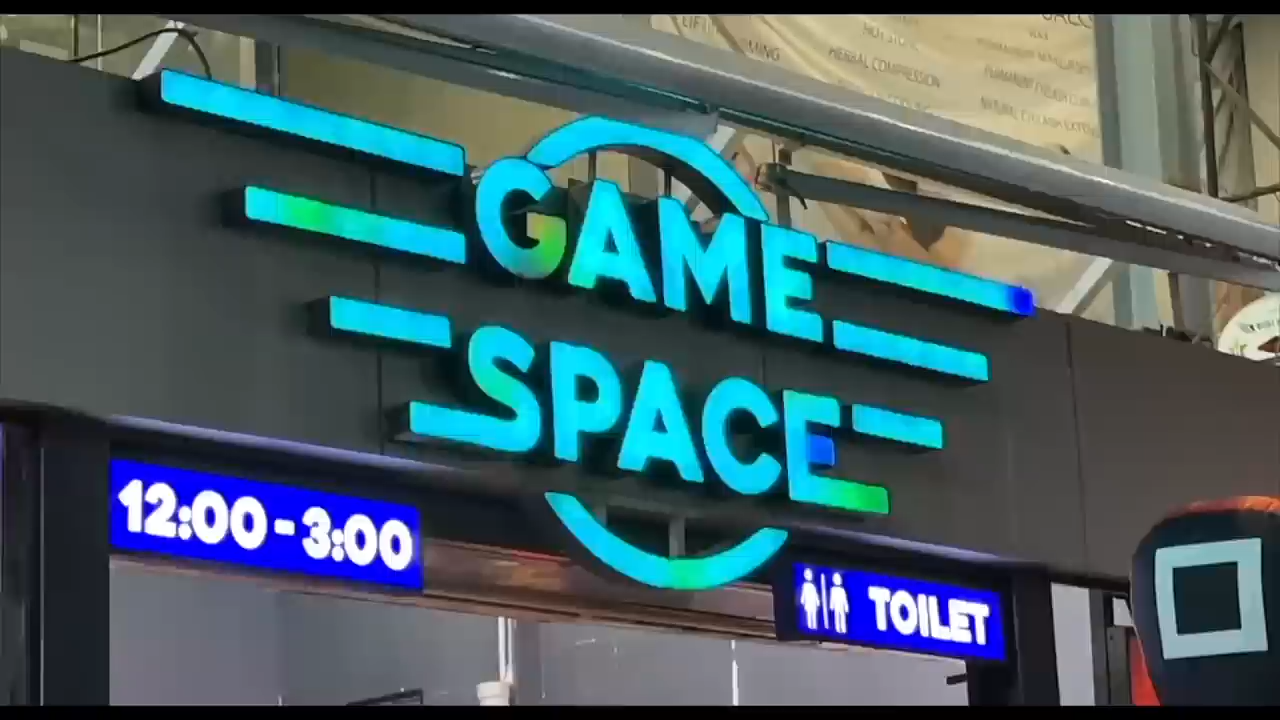 HERBAL COMPRESSION
GAME
SPACE
12:00-3:00
TOILET